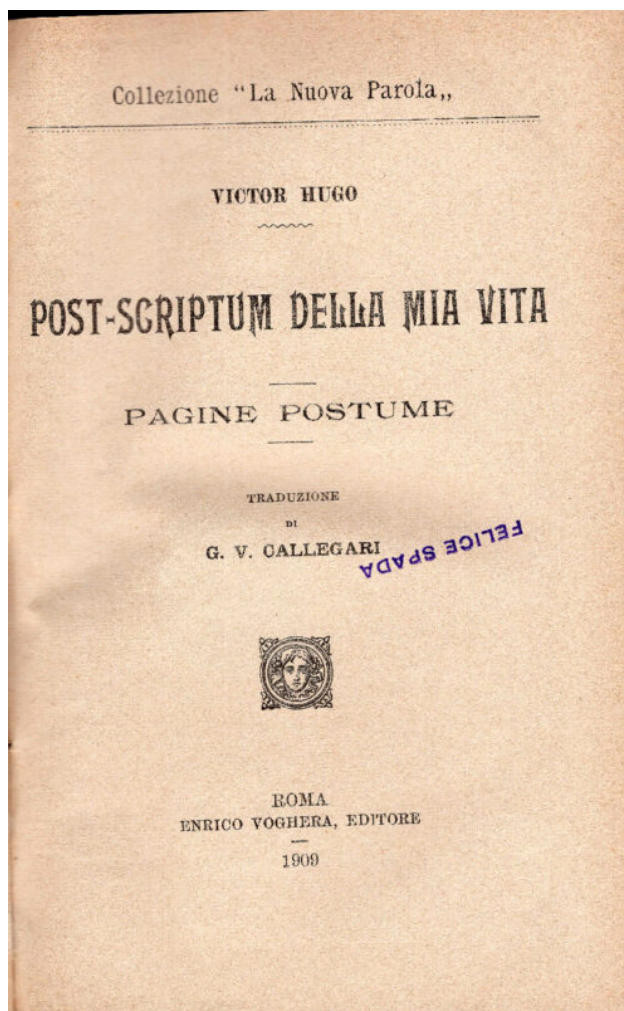 Collezione “La Nuova Parola„
VICTOR HUGO
POST-SCRIPTUM DELLA MIA VITA
PAGINE POSTUME
TRADUZIONE
DI
G. V. CALLEGARI
FELICE SPADA
ROMA
ENRICO VOGHERA, EDITORE
1909